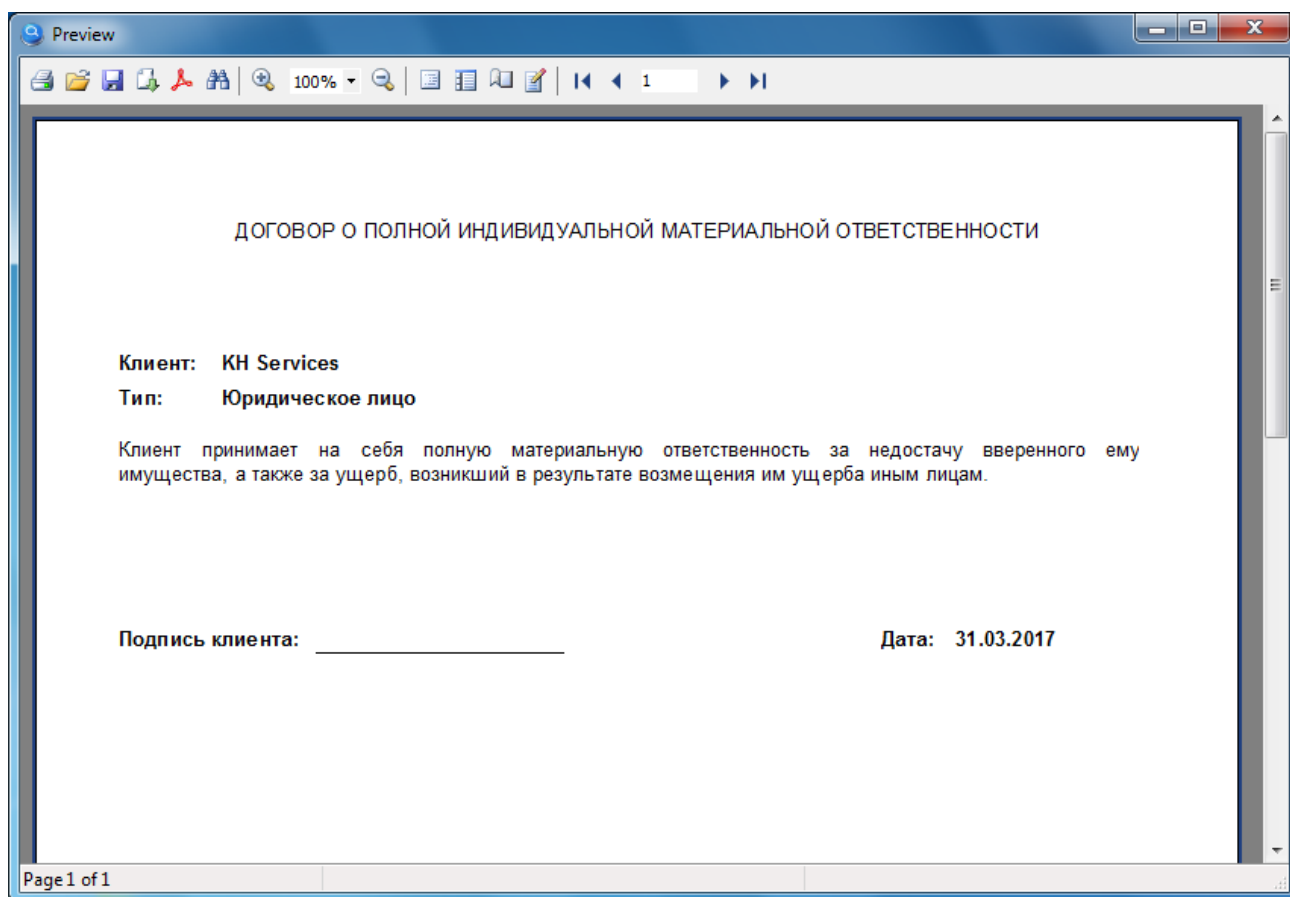 Preview
100%
1
ДОГОВОР О ПОЛНОЙ ИНДИВИДУАЛЬНОЙ МАТЕРИАЛЬНОЙ ОТВЕТСТВЕННОСТИ
Клиент: KH Services
Тип: Юридическое лицо
Клиент принимает на себя полную материальную ответственность за недостачу вверенного ему
имущества, а также за ущерб, возникший в результате возмещения им ущерба иным лицам.
Подпись клиента: Дата: 31.03.2017
Page 1 of 1